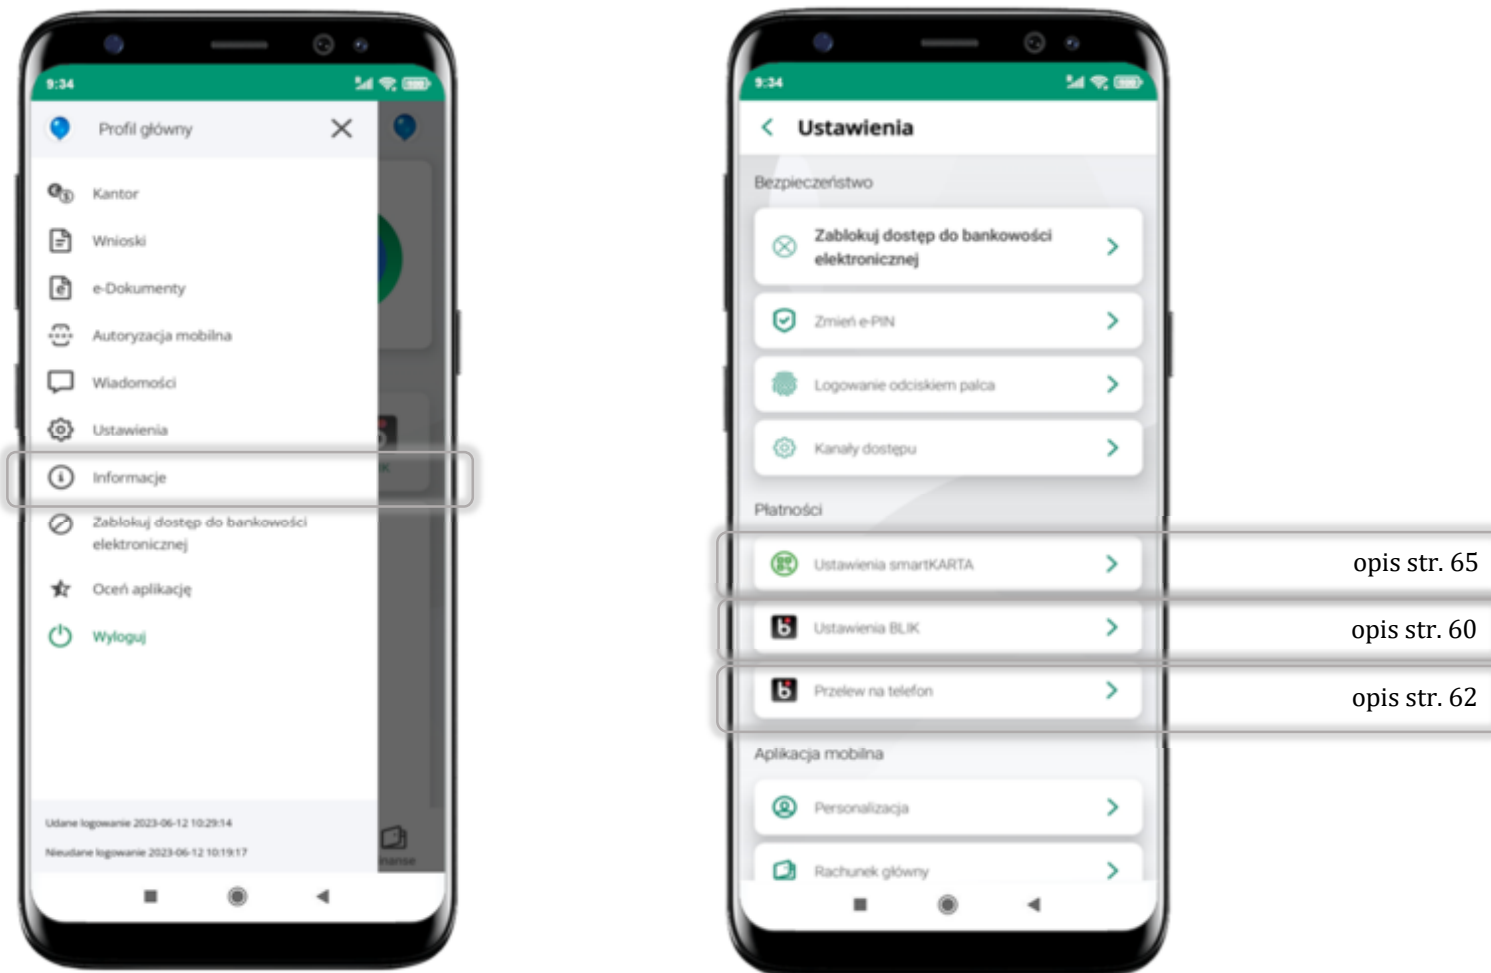 9:34
Profil główny
Kantor
Wnioski
e-Dokumenty
Autoryzacja mobilna
Wiadomości
Ustawienia
Informacje
Zablokuj dostęp do bankowości
elektronicznej
Oceń aplikację
Wyloguj
Udane logowanie 2023-06-12 10:29:14
Nieudane logowanie 2023-06-12 10:19:17
IK
inanse
9:34
Ustawienia
Bezpieczeństwo
Zablokuj dostęp do bankowości
elektronicznej
Zmień e-PIN
Logowanie odciskiem palca
Kanały dostępu
Płatności
Ustawienia smartKARTA opis str. 65
Ustawienia BLIK opis str. 60
Przelew na telefon opis str. 62
Aplikacja mobilna
Personalizacja
Rachunek główny